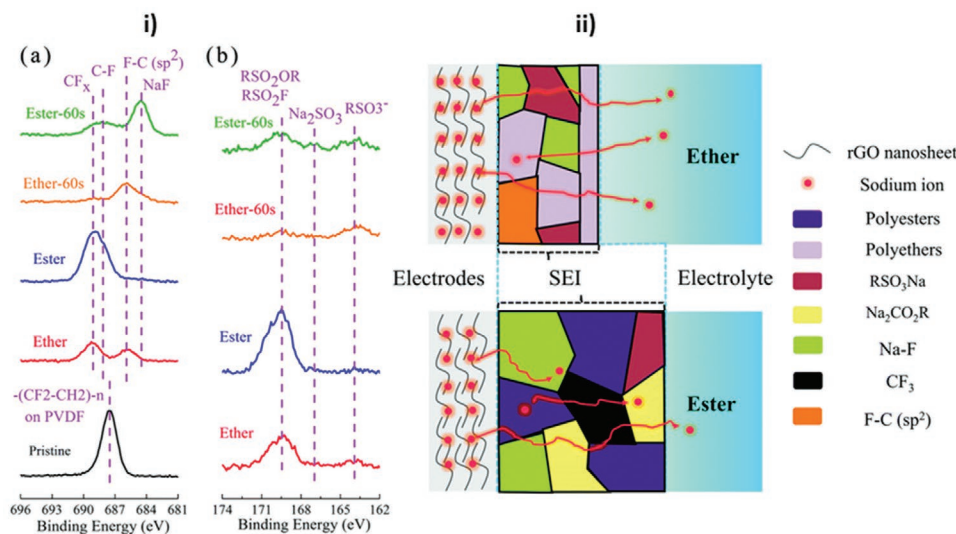 i)
ii)
(a)
CFx
C-F
F-C (sp²)
NaF
Ester-60s
Ether-60s
Ester
Ether
-(CF2-CH2)-n
on PVDF
Pristine
696 693 690 687 684 681
Binding Energy (eV)
(b)
RSO₂OR
RSO₂F
Na₂SO₃
RSO3⁻
Ester-60s
Ether-60s
Ester
Ether
174 171 168 165 162
Binding Energy (eV)
Ether
Electrodes
SEI
Electrolyte
Ester
rGO nanosheet
Sodium ion
Polyesters
Polyethers
RSO₃Na
Na₂CO₂R
Na-F
CF₃
F-C (sp²)